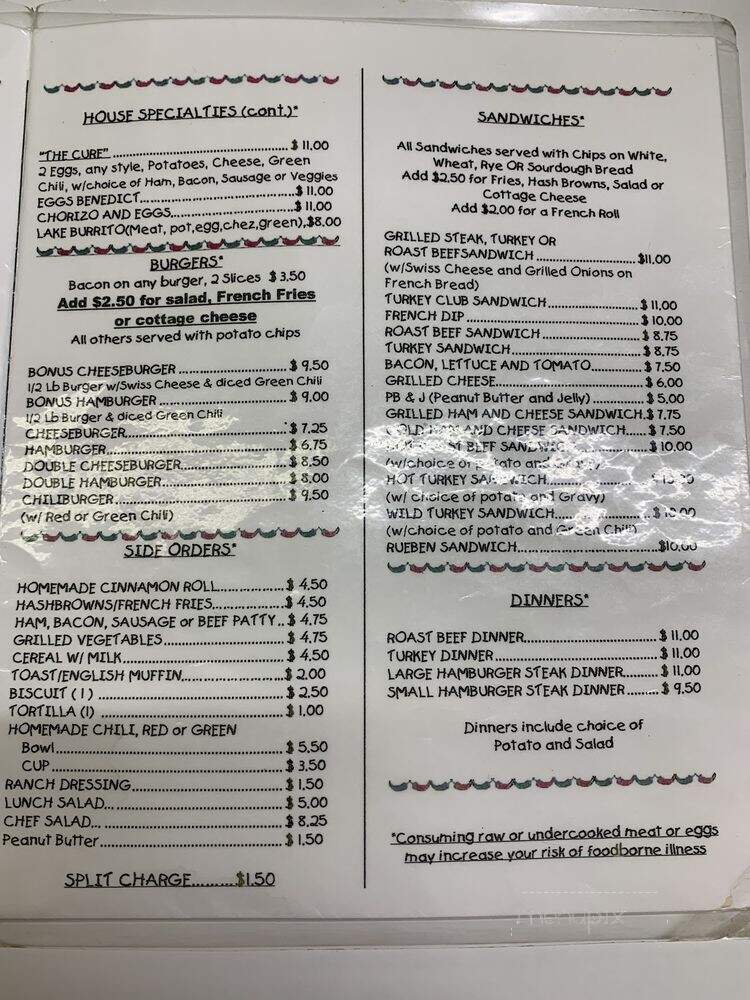 HOUSE SPECIALTIES (cont.)*
"THE CURE" ........ $ 11.00
2 Eggs, any style, Potatoes, Cheese, Green
Chili, w/choice of Ham, Bacon, Sausage or Veggies
EGGS BENEDICT........ $ 11.00
CHORIZO AND EGGS........ $ 11.00
LAKE BURRITO(Meat, pot,egg,chez,green).$8.00
BURGERS*
Bacon on any burger, 2 Slices $ 3.50
Add $2.50 for salad, French Fries
or cottage cheese
All others served with potato chips
BONUS CHEESEBURGER ........ $ 9.50
1/2 Lb Burger w/Swiss Cheese & diced Green Chili
BONUS HAMBURGER ........ $ 9.00
1/2 Lb Burger & diced Green Chili
CHEESEBURGER........ $ 7.25
HAMBURGER........ $ 6.75
DOUBLE CHEESEBURGER........ $ 8.50
DOUBLE HAMBURGER........ $ 8.00
CHILIBURGER........ $ 9.50
(w/ Red or Green Chili)
SIDE ORDERS*
HOMEMADE CINNAMON ROLL........ $ 4.50
HASHBROWNS/FRENCH FRIES........ $ 4.50
HAM, BACON, SAUSAGE or BEEF PATTY.. $ 4.75
GRILLED VEGETABLES........ $ 4.75
CEREAL W/ MILK........ $ 4.50
TOAST/ENGLISH MUFFIN........ $ 2.00
BISCUIT ( 1 ) ........ $ 2.50
TORTILLA (1) ........ $ 1.00
HOMEMADE CHILI, RED or GREEN
Bowl........ $ 5.50
CUP........ $ 3.50
RANCH DRESSING........ $ 1.50
LUNCH SALAD........ $ 5.00
CHEF SALAD........ $ 8.25
Peanut Butter........ $ 1.50
SPLIT CHARGE........$1.50
SANDWICHES*
All Sandwiches served with Chips on White,
Wheat, Rye OR Sourdough Bread
Add $2.50 for Fries, Hash Browns, Salad or
Cottage Cheese
Add $2.00 for a French Roll
GRILLED STEAK, TURKEY OR
ROAST BEEFSANDWICH ........ $11.00
(w/Swiss Cheese and Grilled Onions on
French Bread)
TURKEY CLUB SANDWICH........ $ 11.00
FRENCH DIP ........ $ 10.00
ROAST BEEF SANDWICH ........ $ 8.75
TURKEY SANDWICH........ $ 8.75
BACON, LETTUCE AND TOMATO........ $ 7.50
GRILLED CHEESE........ $ 6.00
PB & J (Peanut Butter and Jelly) ........ $ 5.00
GRILLED HAM AND CHEESE SANDWICH.$ 7.75
COLD HAM AND CHEESE SANDWICH..... $ 7.50
BEEF SANDWICH ........ $ 10.00
(w/choice of potato and Gravy)
HOT TURKEY SANDWICH........
(w/ choice of potato and Gravy)
WILD TURKEY SANDWICH........ $ 10.00
(w/choice of potato and Green Chili)
RUEBEN SANDWICH........$10.00
DINNERS*
ROAST BEEF DINNER........ $ 11.00
TURKEY DINNER ........ $ 11.00
LARGE HAMBURGER STEAK DINNER........ $ 11.00
SMALL HAMBURGER STEAK DINNER ........ $ 9.50
Dinners include choice of
Potato and Salad
*Consuming raw or undercooked meat or eggs
may increase your risk of foodborne illness